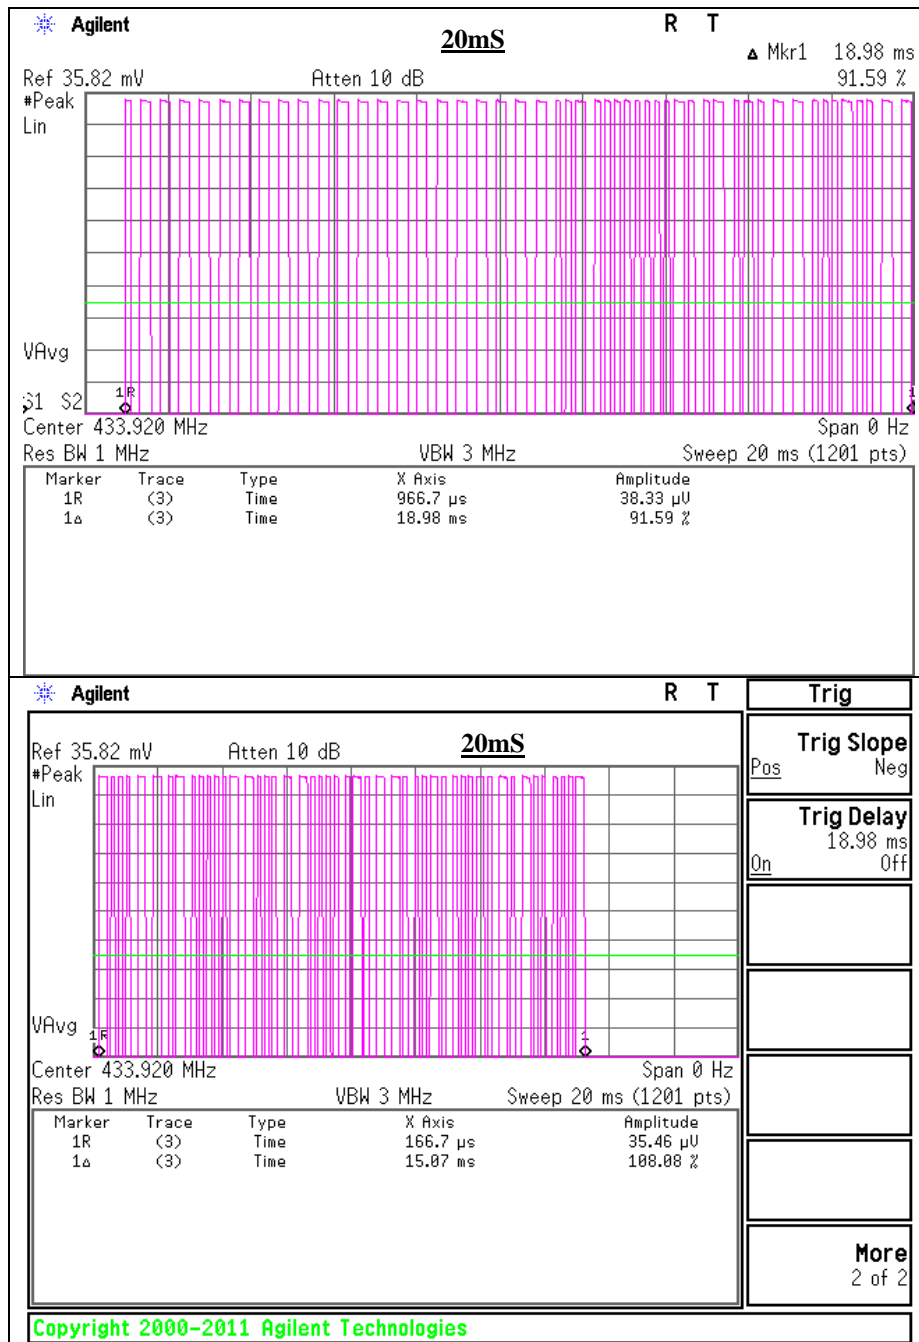 Agilent
R T
20mS
Δ Mkr1 18.98 ms
Ref 35.82 mV Atten 10 dB 91.59 %
#Peak
Lin
VAvg
1R 1
S1 S2
Center 433.920 MHz Span 0 Hz
Res BW 1 MHz VBW 3 MHz Sweep 20 ms (1201 pts)
Marker Trace Type X Axis Amplitude
1R (3) Time 966.7 µs 38.33 µV
1Δ (3) Time 18.98 ms 91.59 %
Agilent R T Trig
20mS
Ref 35.82 mV Atten 10 dB
#Peak
Lin
VAvg
1R 1
Center 433.920 MHz Span 0 Hz
Res BW 1 MHz VBW 3 MHz Sweep 20 ms (1201 pts)
Marker Trace Type X Axis Amplitude
1R (3) Time 166.7 µs 35.46 µV
1Δ (3) Time 15.07 ms 108.08 %
Trig Slope
Pos Neg
Trig Delay
18.98 ms
On Off
More
2 of 2
Copyright 2000-2011 Agilent Technologies